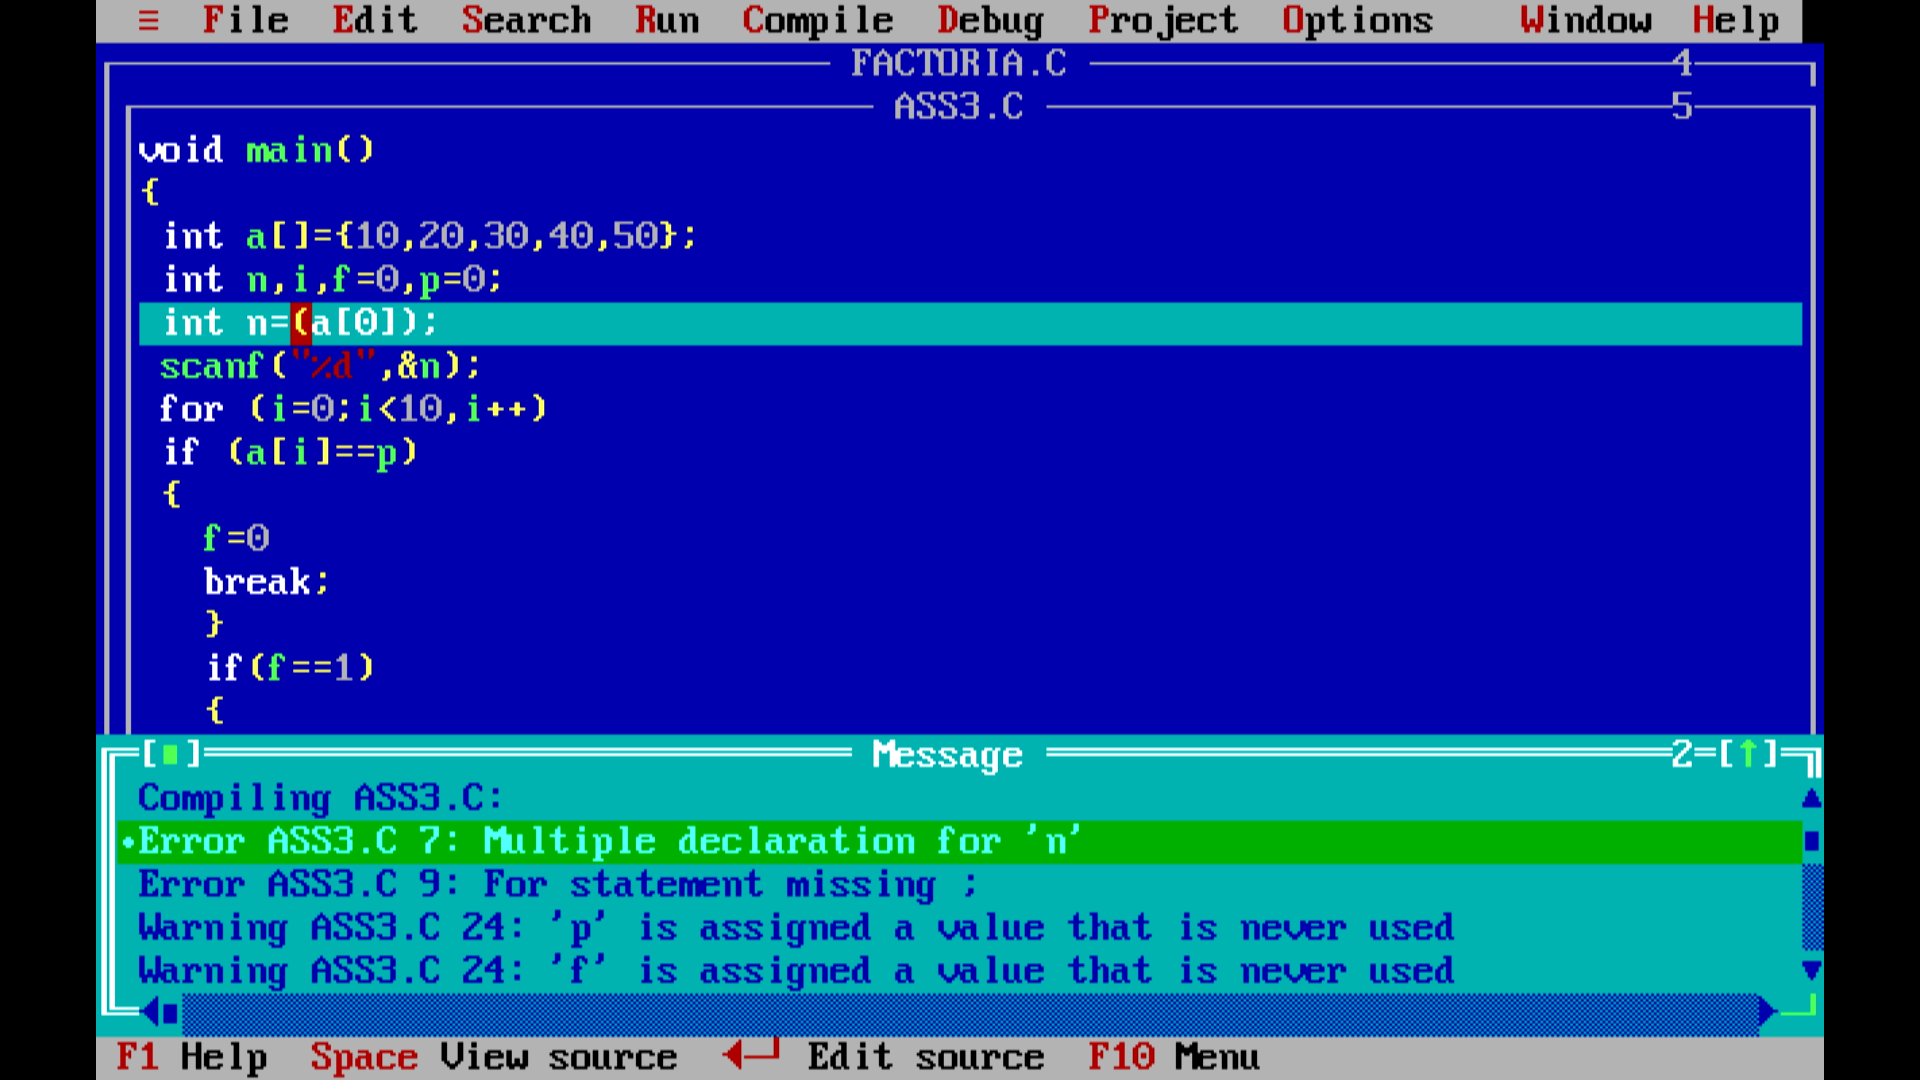 ≡ File Edit Search Run Compile Debug Project Options Window Help
FACTORIA.C 4
ASS3.C 5
void main()
{
int a[]={10,20,30,40,50};
int n,i,f=0,p=0;
int n=(a[0]);
scanf("%d",&n);
for (i=0;i<10,i++)
if (a[i]==p)
{
f=0
break;
}
if(f==1)
{
[■] Message 2=[↑]
Compiling ASS3.C:
•Error ASS3.C 7: Multiple declaration for 'n'
Error ASS3.C 9: For statement missing ;
Warning ASS3.C 24: 'p' is assigned a value that is never used
Warning ASS3.C 24: 'f' is assigned a value that is never used
F1 Help Space View source ◄─┘ Edit source F10 Menu